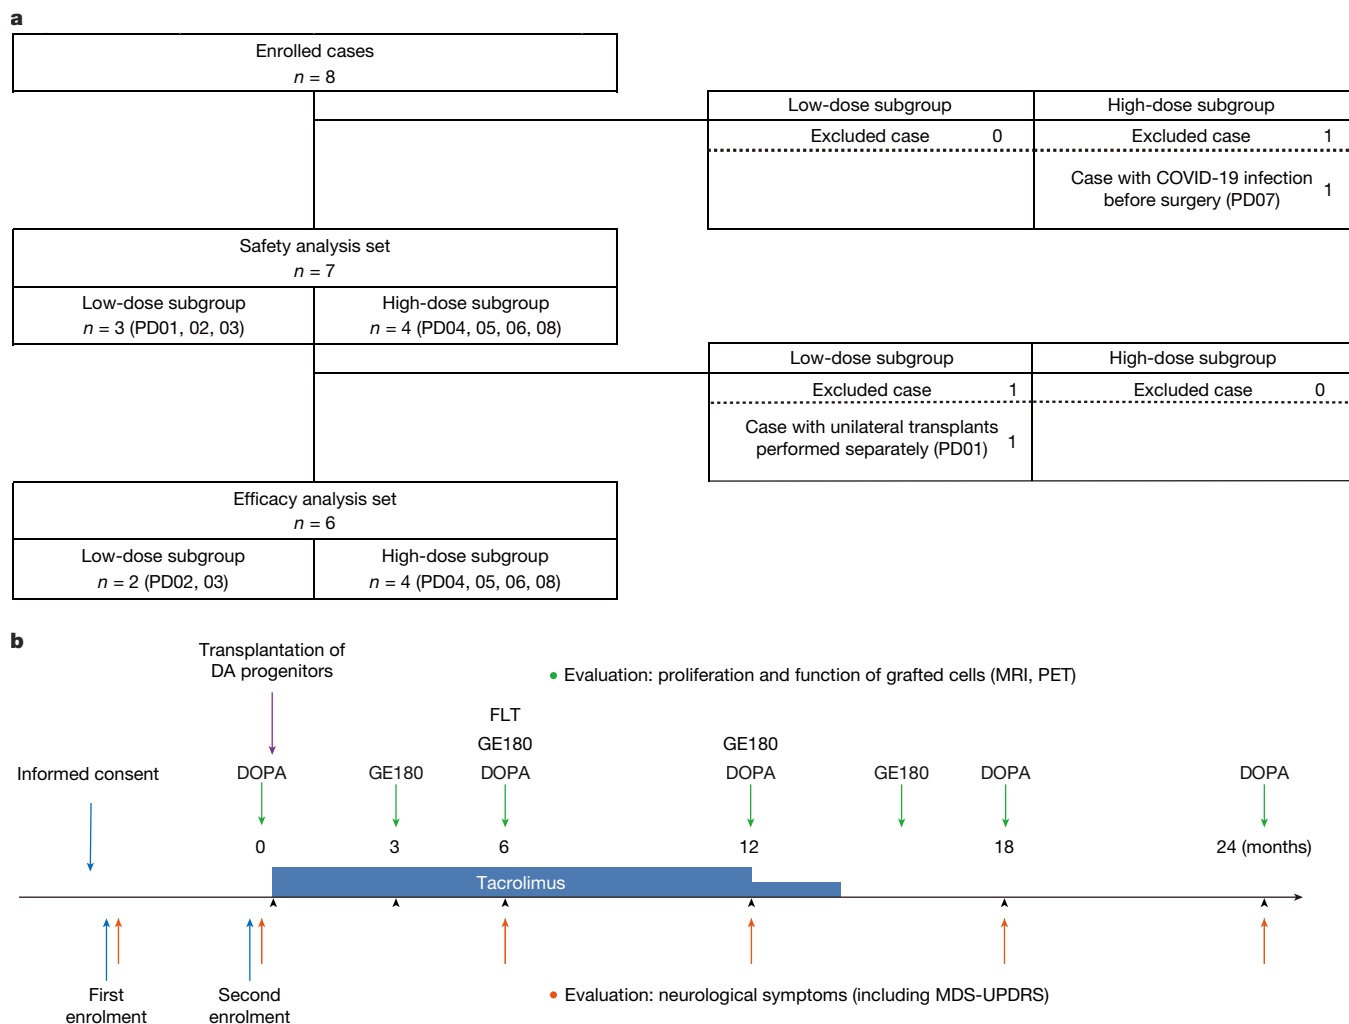 a
Enrolled cases
n = 8
Low-dose subgroup
High-dose subgroup
Excluded case 0
Excluded case 1
Case with COVID-19 infection
before surgery (PD07)
1
Safety analysis set
n = 7
Low-dose subgroup
n = 3 (PD01, 02, 03)
High-dose subgroup
n = 4 (PD04, 05, 06, 08)
Low-dose subgroup
High-dose subgroup
Excluded case 1
Excluded case 0
Case with unilateral transplants
performed separately (PD01)
1
Efficacy analysis set
n = 6
Low-dose subgroup
n = 2 (PD02, 03)
High-dose subgroup
n = 4 (PD04, 05, 06, 08)
b
Transplantation of
DA progenitors
Evaluation: proliferation and function of grafted cells (MRI, PET)
FLT
GE180
GE180
Informed consent
DOPA
GE180
DOPA
DOPA
GE180
DOPA
DOPA
0
3
6
12
18
24 (months)
Tacrolimus
First
enrolment
Second
enrolment
Evaluation: neurological symptoms (including MDS-UPDRS)